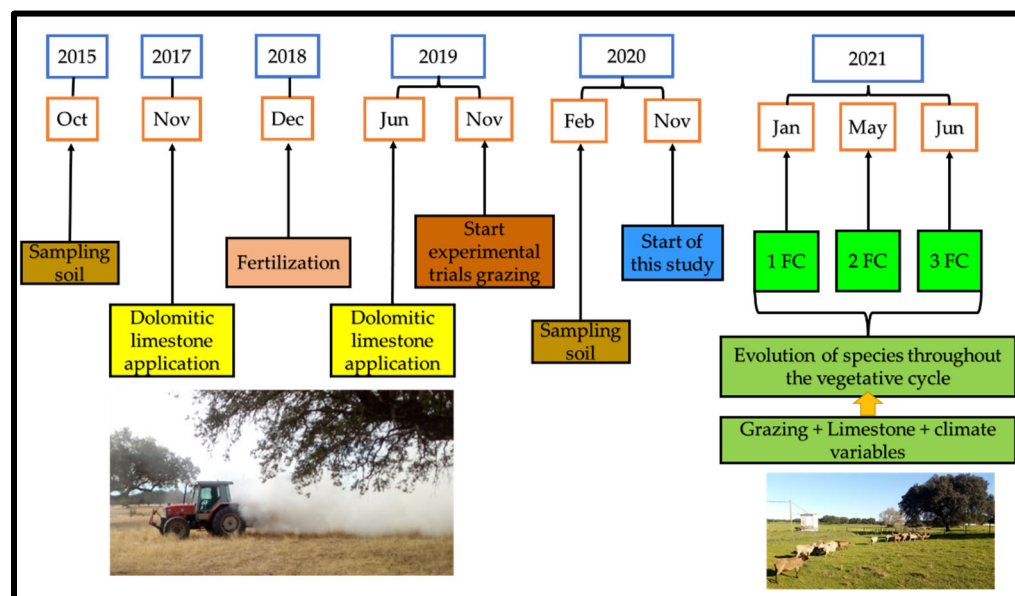 2015
2017
2018
2019
2020
2021
Oct
Nov
Dec
Jun
Nov
Feb
Nov
Jan
May
Jun
Sampling
soil
Fertilization
Start
experimental
trials grazing
Start of
this study
1 FC
2 FC
3 FC
Dolomitic
limestone
application
Dolomitic
limestone
application
Sampling
soil
Evolution of species throughout
the vegetative cycle
Grazing + Limestone + climate
variables